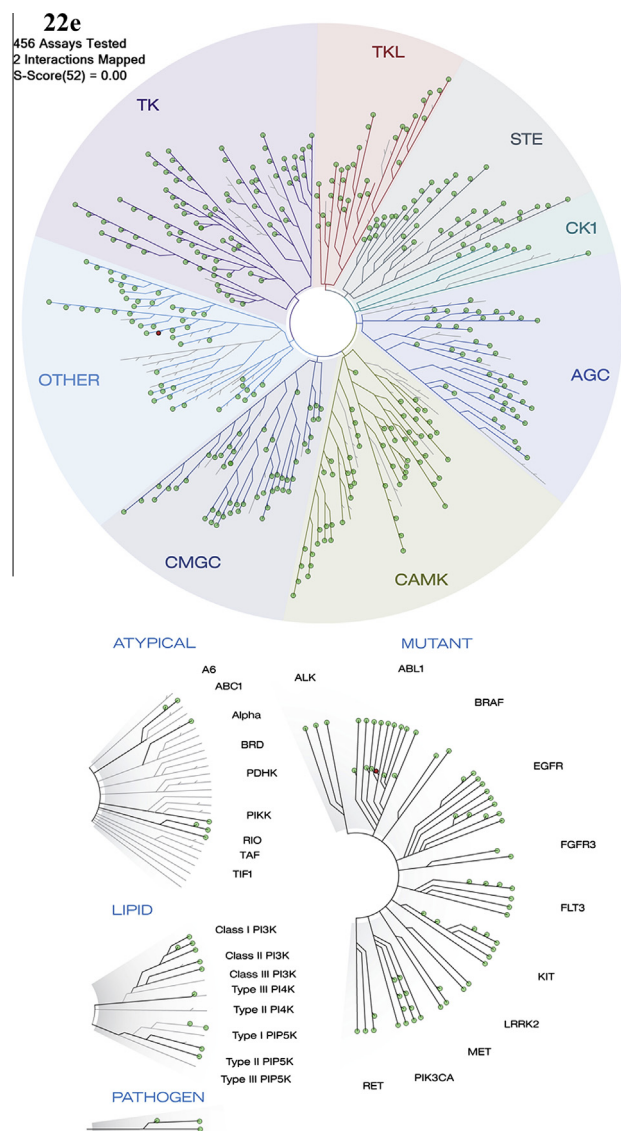 22e
456 Assays Tested
2 Interactions Mapped
S-Score(52) = 0.00
TKL
TK
STE
CK1
OTHER
AGC
CMGC
CAMK
ATYPICAL
MUTANT
A6
ABC1
Alpha
BRD
PDHK
PIKK
RIO
TAF
TIF1
ALK
ABL1
BRAF
EGFR
FGFR3
FLT3
KIT
LRRK2
MET
PIK3CA
RET
LIPID
Class I PI3K
Class II PI3K
Class III PI3K
Type III PI4K
Type II PI4K
Type I PIP5K
Type II PIP5K
Type III PIP5K
PATHOGEN